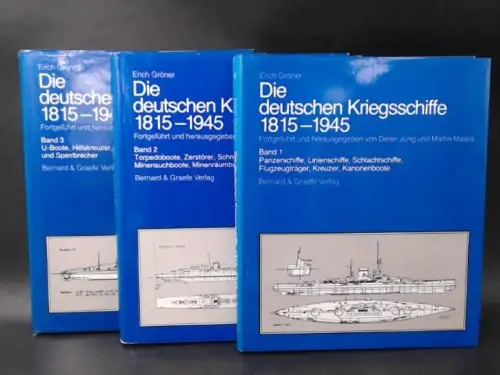 Erich Gröner
Die
deutschen
1815–194
Fortgeführt und heraus
Band 3
U-Boote, Hilfskreuzer,
und Sperrbrecher
Bernard & Graefe Verlag
Erich Gröner
Die
deutschen K
1815–1945
Fortgeführt und herausgegeben
Band 2
Torpedoboote, Zerstörer, Schn
Minensuchboote, Minenräumb
Bernard & Graefe Verlag
Erich Gröner
Die
deutschen Kriegsschiffe
1815–1945
Fortgeführt und herausgegeben von Dieter Jung und Martin Maass
Band 1
Panzerschiffe, Linienschiffe, Schlachtschiffe,
Flugzeugträger, Kreuzer, Kanonenboote
Bernard & Graefe Verlag